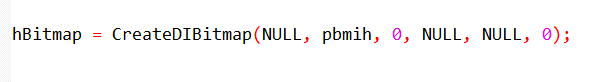 hBitmap = CreateDIBitmap(NULL, pbmih, 0, NULL, NULL, 0);